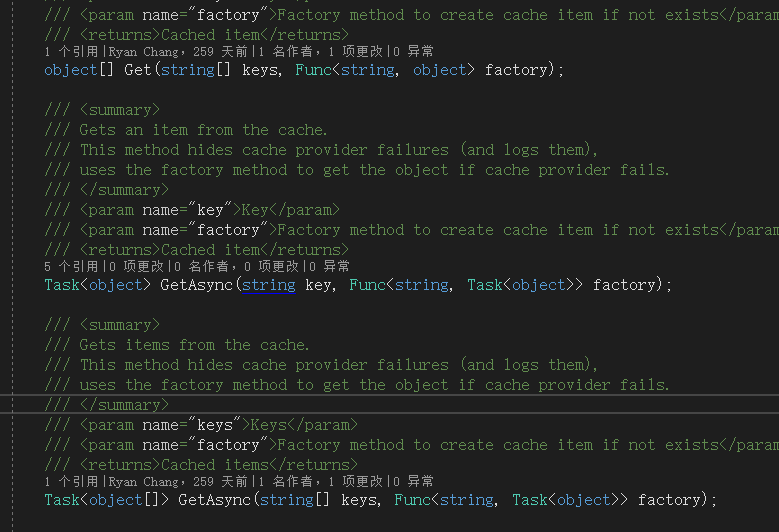 /// <param name="factory">Factory method to create cache item if not exists</param
/// <returns>Cached item</returns>
1 个引用|Ryan Chang，259 天前|1 名作者，1 项更改|0 异常
object[] Get(string[] keys, Func<string, object> factory);
/// <summary>
/// Gets an item from the cache.
/// This method hides cache provider failures (and logs them),
/// uses the factory method to get the object if cache provider fails.
/// </summary>
/// <param name="key">Key</param>
/// <param name="factory">Factory method to create cache item if not exists</param
/// <returns>Cached item</returns>
5 个引用|0 项更改|0 名作者，0 项更改|0 异常
Task<object> GetAsync(string key, Func<string, Task<object>> factory);
/// <summary>
/// Gets items from the cache.
/// This method hides cache provider failures (and logs them),
/// uses the factory method to get the object if cache provider fails.
/// </summary>
/// <param name="keys">Keys</param>
/// <param name="factory">Factory method to create cache item if not exists</param
/// <returns>Cached items</returns>
1 个引用|Ryan Chang，259 天前|1 名作者，1 项更改|0 异常
Task<object[]> GetAsync(string[] keys, Func<string, Task<object>> factory);